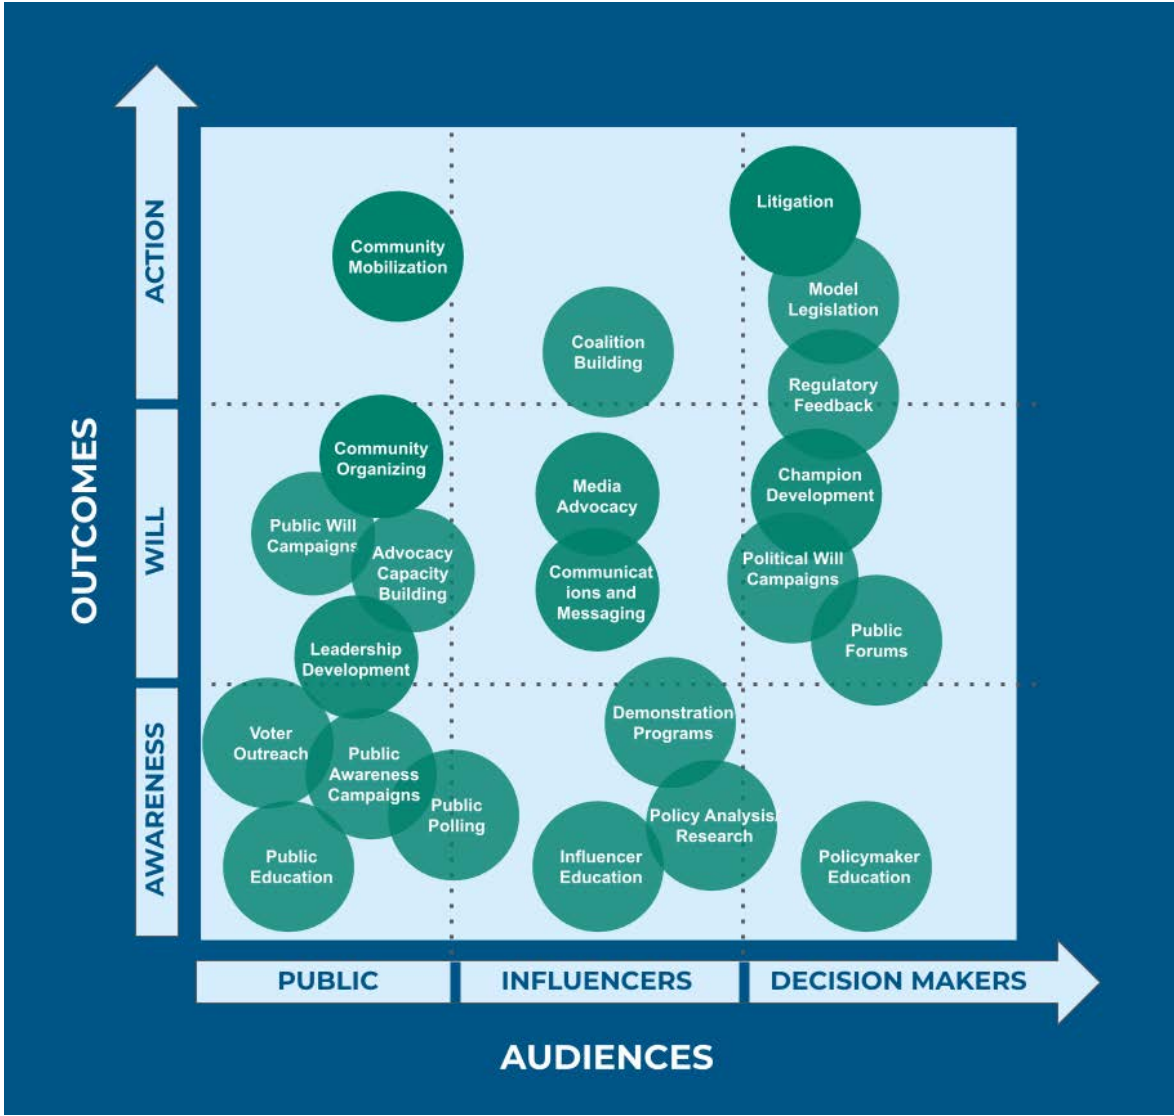 OUTCOMES
ACTION
WILL
AWARENESS
Litigation
Community
Mobilization
Model
Legislation
Coalition
Building
Regulatory
Feedback
Community
Organizing
Media
Advocacy
Champion
Development
Public Will
Campaigns
Advocacy
Capacity
Building
Communicat
ions and
Messaging
Political Will
Campaigns
Public
Forums
Leadership
Development
Demonstration
Programs
Voter
Outreach
Public
Awareness
Campaigns
Public
Polling
Policy Analysis/
Research
Public
Education
Influencer
Education
Policymaker
Education
PUBLIC
INFLUENCERS
DECISION MAKERS
AUDIENCES